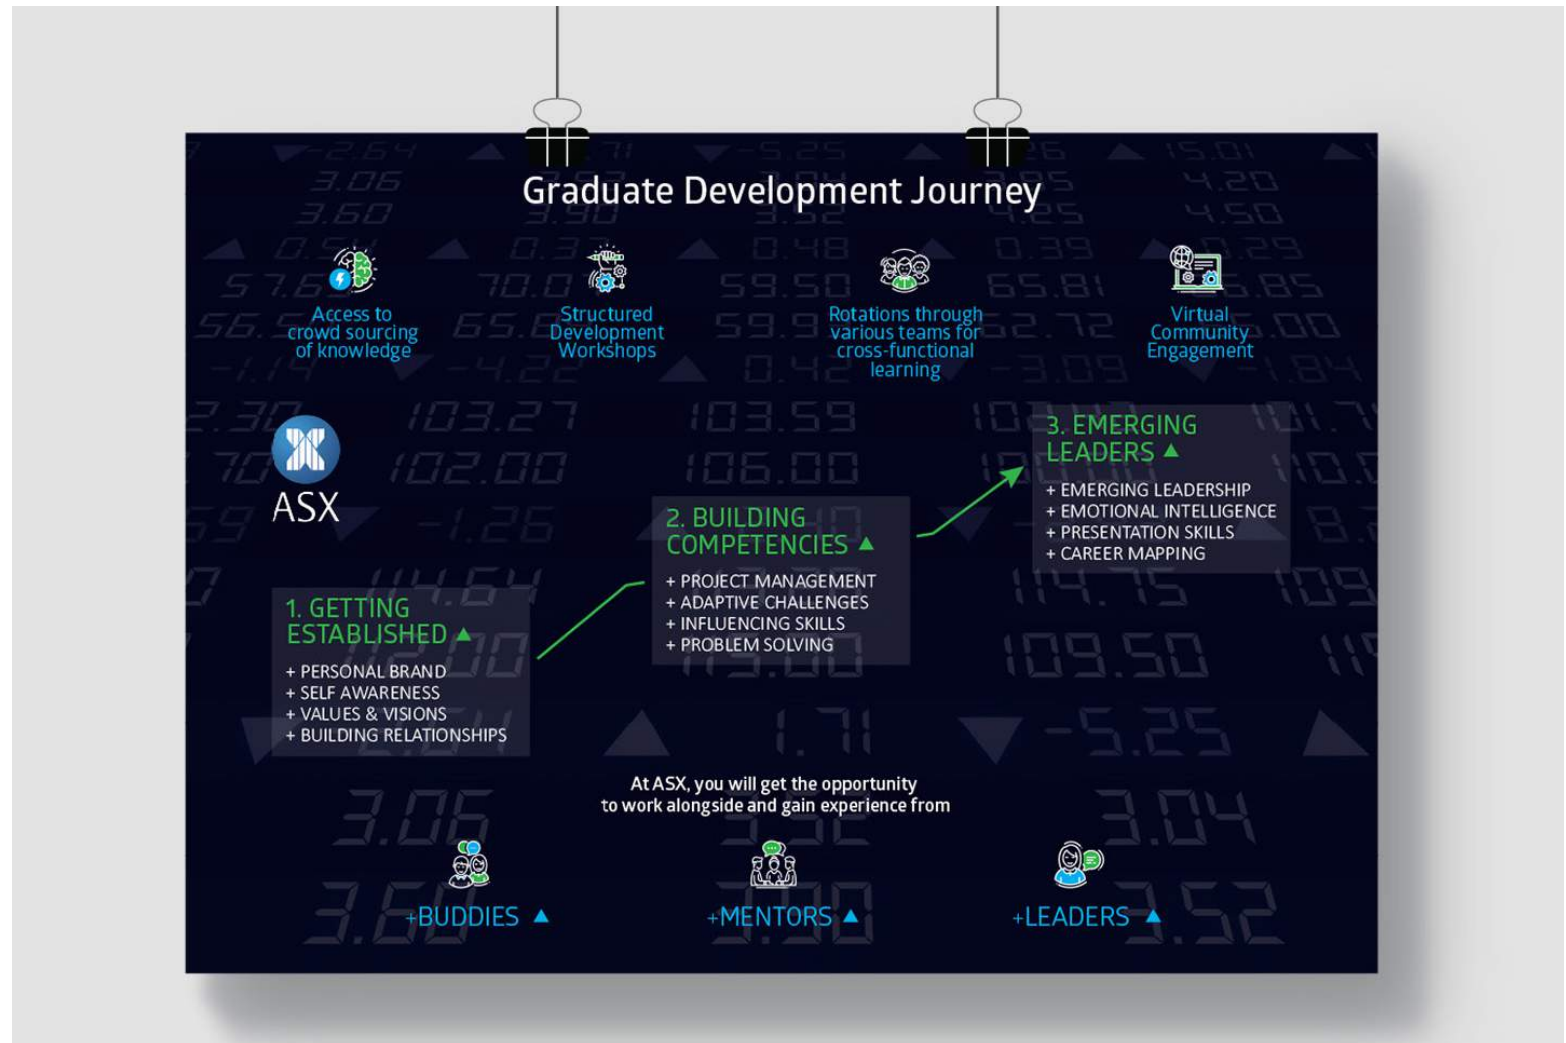 Graduate Development Journey
Access to
crowd sourcing
of knowledge
Structured
Development
Workshops
Rotations through
various teams for
cross-functional
learning
Virtual
Community
Engagement
ASX
1. GETTING
ESTABLISHED ▲
+ PERSONAL BRAND
+ SELF AWARENESS
+ VALUES & VISIONS
+ BUILDING RELATIONSHIPS
2. BUILDING
COMPETENCIES ▲
+ PROJECT MANAGEMENT
+ ADAPTIVE CHALLENGES
+ INFLUENCING SKILLS
+ PROBLEM SOLVING
3. EMERGING
LEADERS ▲
+ EMERGING LEADERSHIP
+ EMOTIONAL INTELLIGENCE
+ PRESENTATION SKILLS
+ CAREER MAPPING
At ASX, you will get the opportunity
to work alongside and gain experience from
+BUDDIES ▲
+MENTORS ▲
+LEADERS ▲